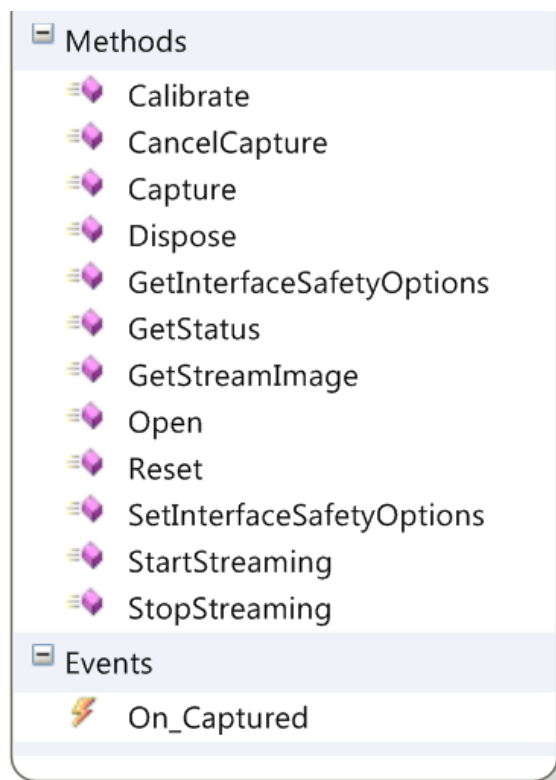 Methods
Calibrate
CancelCapture
Capture
Dispose
GetInterfaceSafetyOptions
GetStatus
GetStreamImage
Open
Reset
SetInterfaceSafetyOptions
StartStreaming
StopStreaming
Events
On_Captured